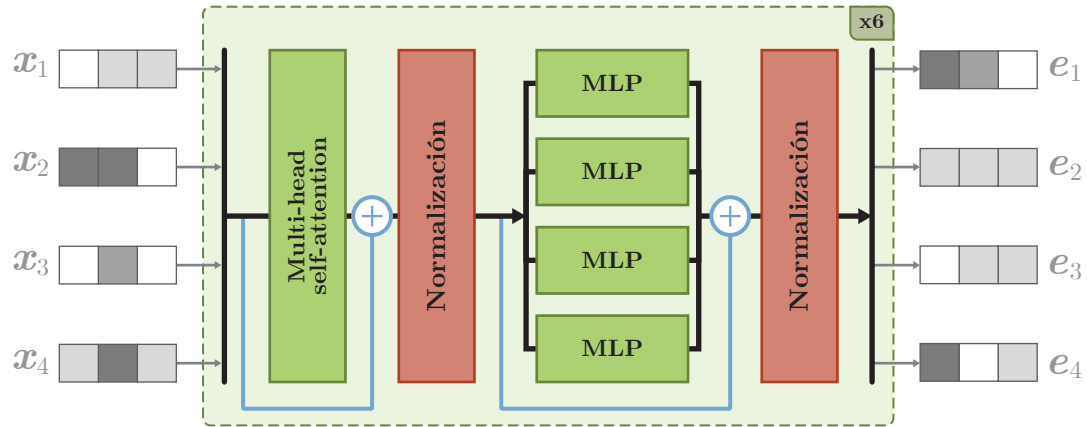 x6
x1
x2
x3
x4
Multi-head
self-attention
Normalización
MLP
MLP
MLP
MLP
Normalización
e1
e2
e3
e4